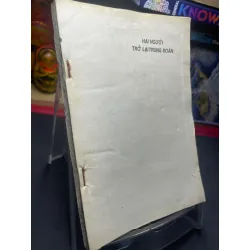 HAI NGƯỜI
TRỞ LẠI TRUNG ĐOÀN
KNOW